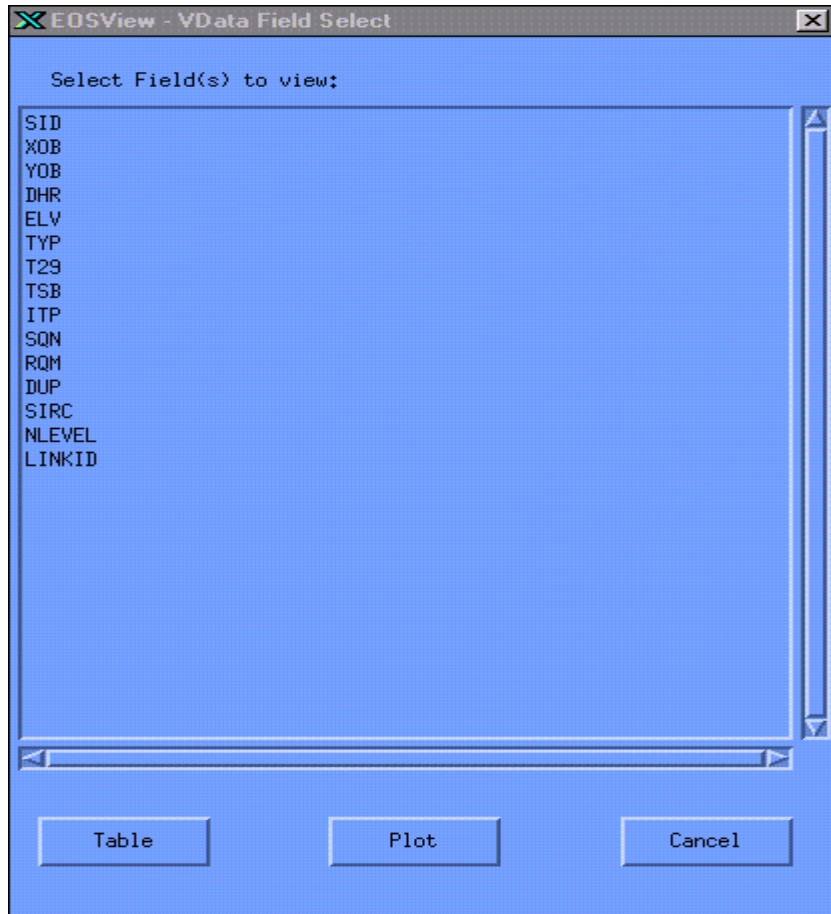 EOSView - VData Field Select
Select Field(s) to view:
SID
XOB
YOB
DHR
ELV
TYP
T29
TSB
ITP
SQN
RQM
DUP
SIRC
NLEVEL
LINKID
Table Plot Cancel